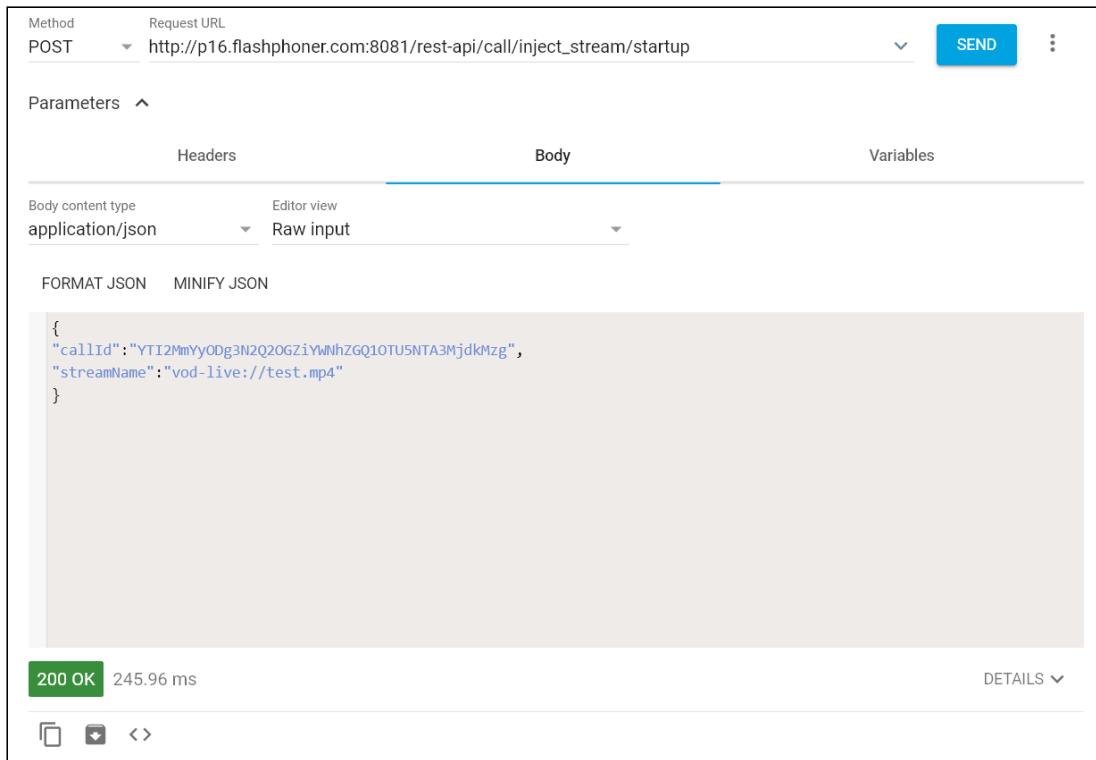 Method Request URL
POST http://p16.flashphoner.com:8081/rest-api/call/inject_stream/startup SEND
Parameters
Headers Body Variables
Body content type Editor view
application/json Raw input
FORMAT JSON MINIFY JSON
{
"callId":"YTI2MmYyODg3N2Q2OGZiYWNhZGQ1OTU5NTA3MjdkMzg",
"streamName":"vod-live://test.mp4"
}
200 OK 245.96 ms DETAILS